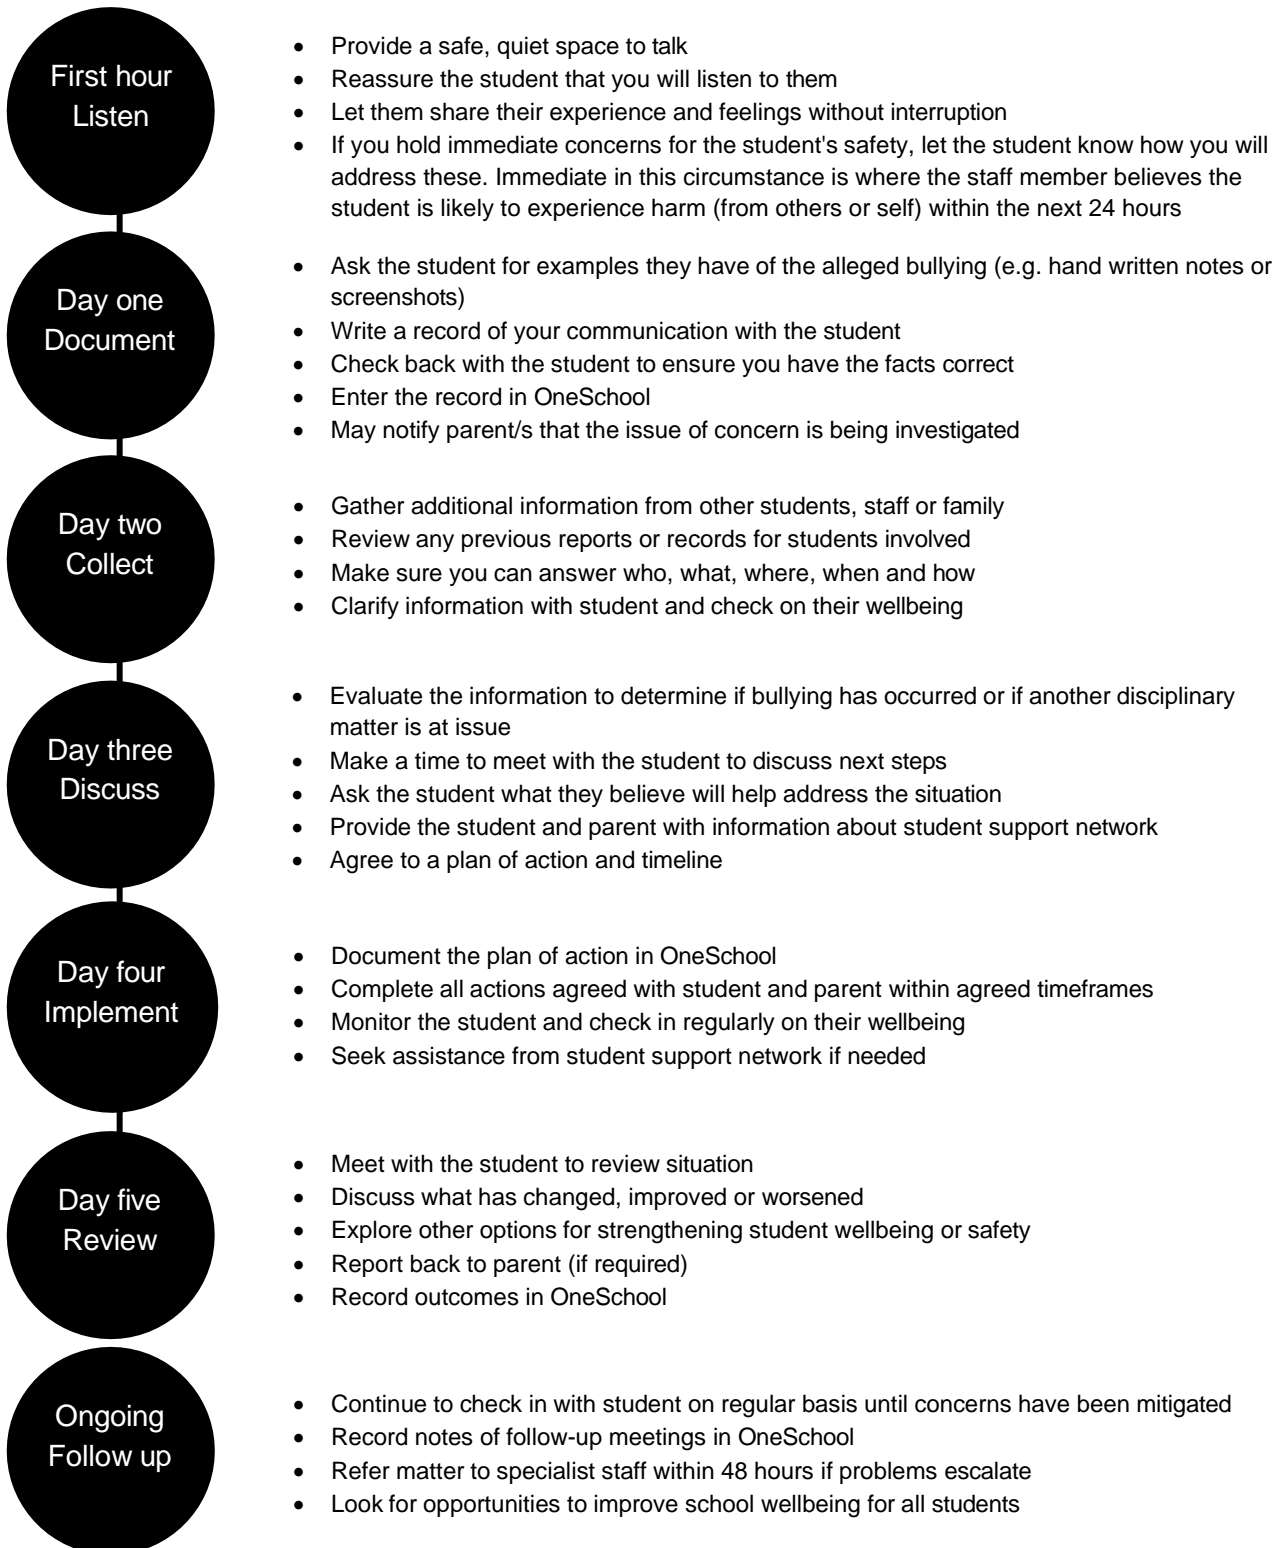 First hour
Listen
• Provide a safe, quiet space to talk
• Reassure the student that you will listen to them
• Let them share their experience and feelings without interruption
• If you hold immediate concerns for the student's safety, let the student know how you will
address these. Immediate in this circumstance is where the staff member believes the
student is likely to experience harm (from others or self) within the next 24 hours
Day one
Document
• Ask the student for examples they have of the alleged bullying (e.g. hand written notes or
screenshots)
• Write a record of your communication with the student
• Check back with the student to ensure you have the facts correct
• Enter the record in OneSchool
• May notify parent/s that the issue of concern is being investigated
Day two
Collect
• Gather additional information from other students, staff or family
• Review any previous reports or records for students involved
• Make sure you can answer who, what, where, when and how
• Clarify information with student and check on their wellbeing
Day three
Discuss
• Evaluate the information to determine if bullying has occurred or if another disciplinary
matter is at issue
• Make a time to meet with the student to discuss next steps
• Ask the student what they believe will help address the situation
• Provide the student and parent with information about student support network
• Agree to a plan of action and timeline
Day four
Implement
• Document the plan of action in OneSchool
• Complete all actions agreed with student and parent within agreed timeframes
• Monitor the student and check in regularly on their wellbeing
• Seek assistance from student support network if needed
Day five
Review
• Meet with the student to review situation
• Discuss what has changed, improved or worsened
• Explore other options for strengthening student wellbeing or safety
• Report back to parent (if required)
• Record outcomes in OneSchool
Ongoing
Follow up
• Continue to check in with student on regular basis until concerns have been mitigated
• Record notes of follow-up meetings in OneSchool
• Refer matter to specialist staff within 48 hours if problems escalate
• Look for opportunities to improve school wellbeing for all students